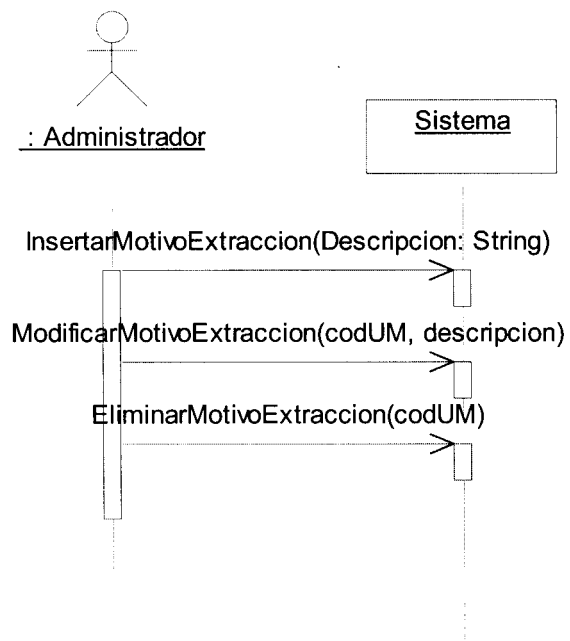 : Administrador
Sistema
InsertarMotivoExtraccion(Descripcion: String)
ModificarMotivoExtraccion(codUM, descripcion)
EliminarMotivoExtraccion(codUM)